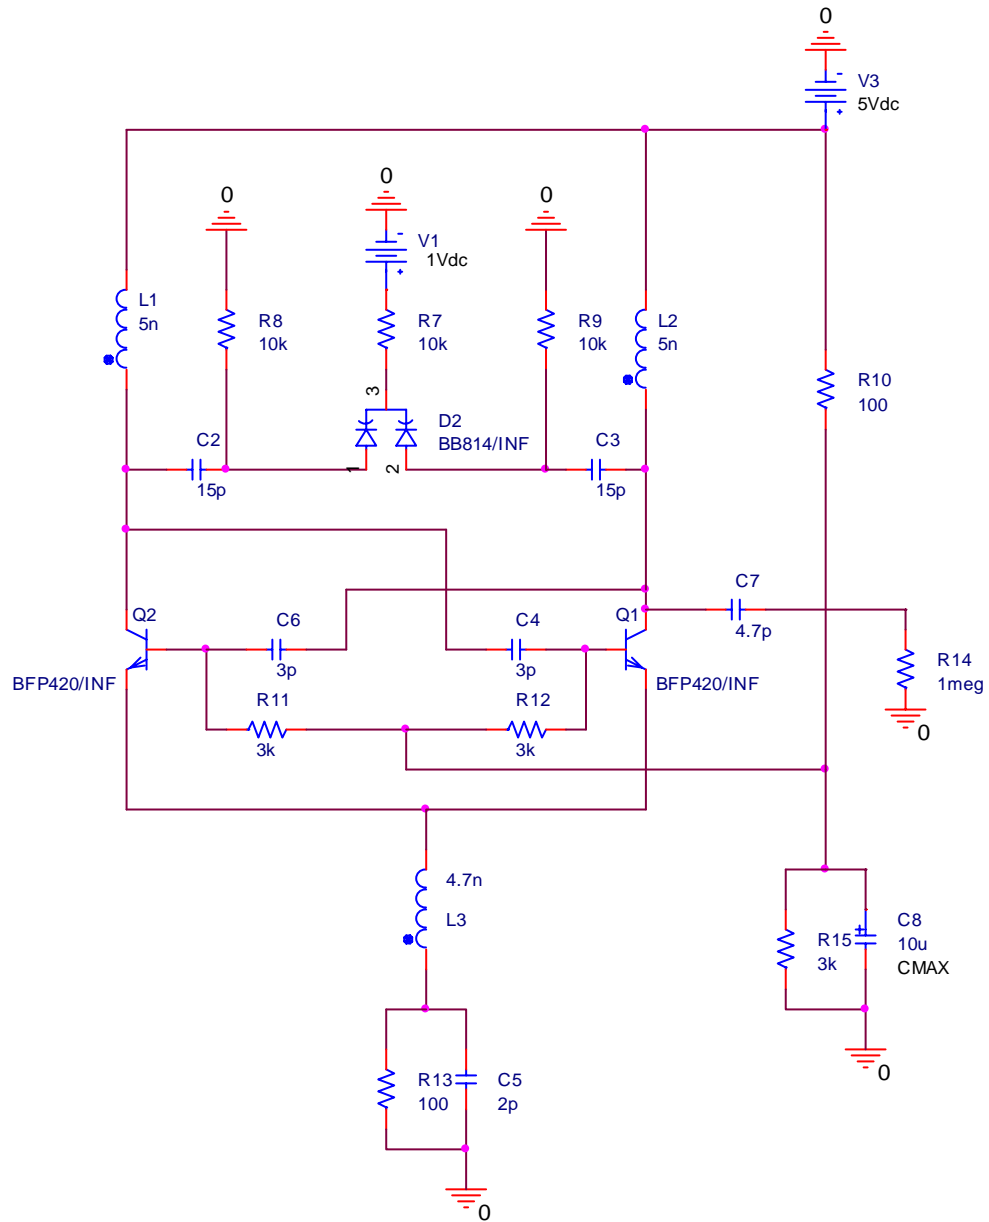 0
V3
5Vdc
0
0
0
V1
1Vdc
L1
5n
R8
10k
R7
10k
R9
10k
L2
5n
R10
100
3
D2
BB814/INF
C2
15p
1
2
C3
15p
Q2
BFP420/INF
C6
3p
C4
3p
Q1
BFP420/INF
C7
4.7p
R14
1meg
0
R11
3k
R12
3k
4.7n
L3
R15
3k
C8
10u
CMAX
0
R13
100
C5
2p
0